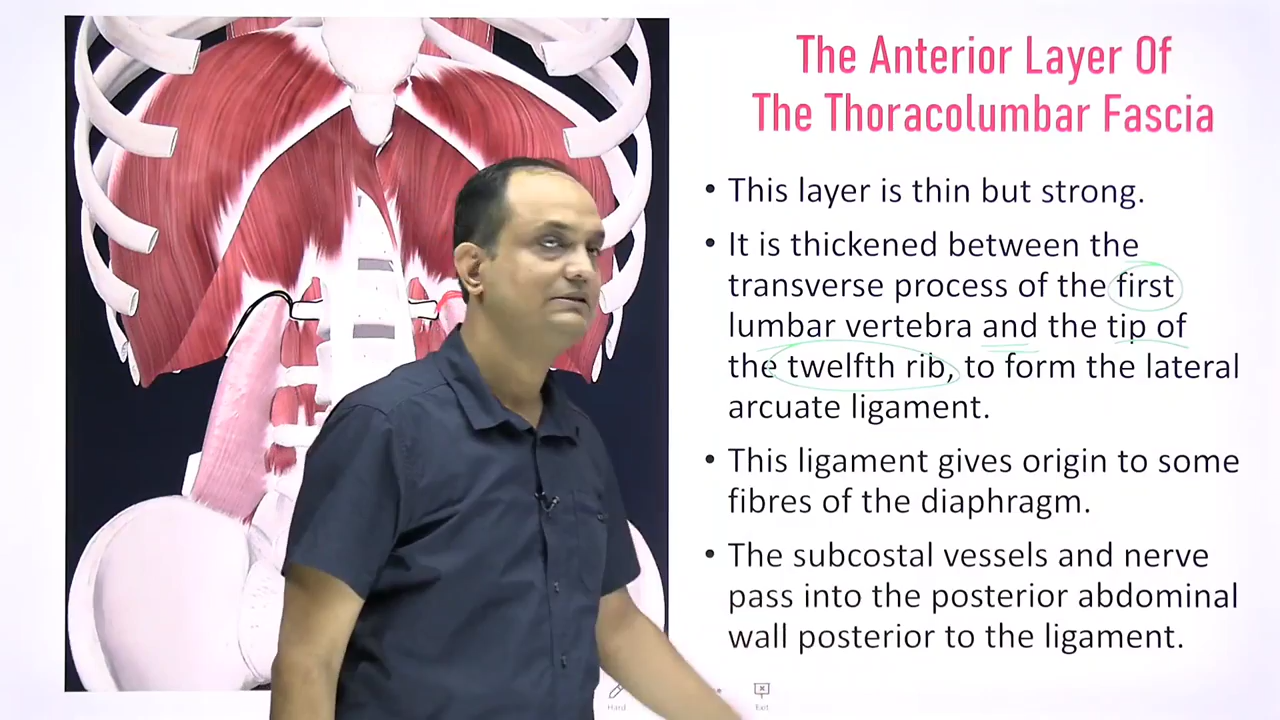 The Anterior Layer Of
The Thoracolumbar Fascia
• This layer is thin but strong.
• It is thickened between the
transverse process of the first
lumbar vertebra and the tip of
the twelfth rib, to form the lateral
arcuate ligament.
• This ligament gives origin to some
fibres of the diaphragm.
• The subcostal vessels and nerve
pass into the posterior abdominal
wall posterior to the ligament.
Hard
Exit